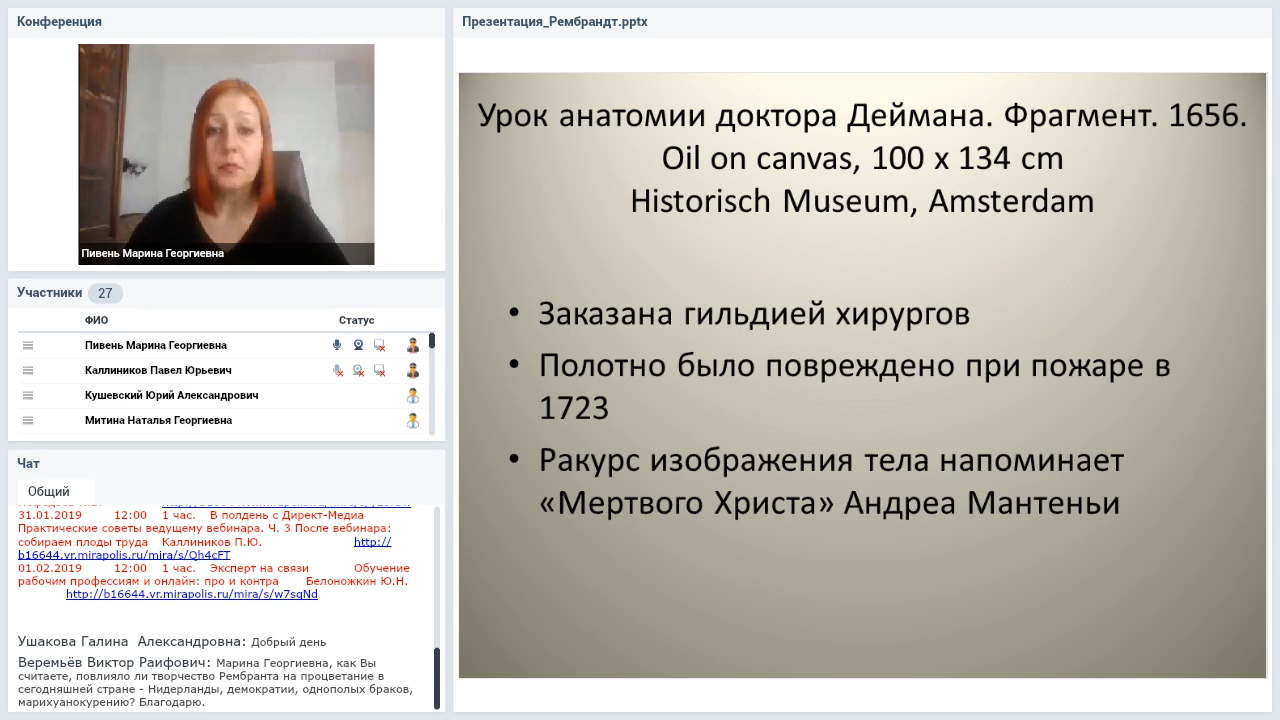 Конференция
Пивень Марина Георгиевна
Участники 27
ФИО Статус
Пивень Марина Георгиевна
Каллиников Павел Юрьевич
Кушевский Юрий Александрович
Митина Наталья Георгиевна
Чат
Общий
31.01.2019 12:00 1 час. В полдень с Директ-Медиа
Практические советы ведущему вебинара. Ч. 3 После вебинара:
собираем плоды труда Каллиников П.Ю. http://
b16644.vr.mirapolis.ru/mira/s/Qh4cFT
01.02.2019 12:00 1 час. Эксперт на связи Обучение
рабочим профессиям и онлайн: про и контра Белоножкин Ю.Н.
http://b16644.vr.mirapolis.ru/mira/s/w7sqNd
Ушакова Галина Александровна: Добрый день
Веремьёв Виктор Раифович: Марина Георгиевна, как Вы
считаете, повлияло ли творчество Рембранта на процветание в
сегодняшней стране - Нидерланды, демократии, однополых браков,
марихуанокурению? Благодарю.
Презентация_Рембрандт.pptx
Урок анатомии доктора Деймана. Фрагмент. 1656.
Oil on canvas, 100 x 134 cm
Historisch Museum, Amsterdam
• Заказана гильдией хирургов
• Полотно было повреждено при пожаре в
1723
• Ракурс изображения тела напоминает
«Мертвого Христа» Андреа Мантеньи